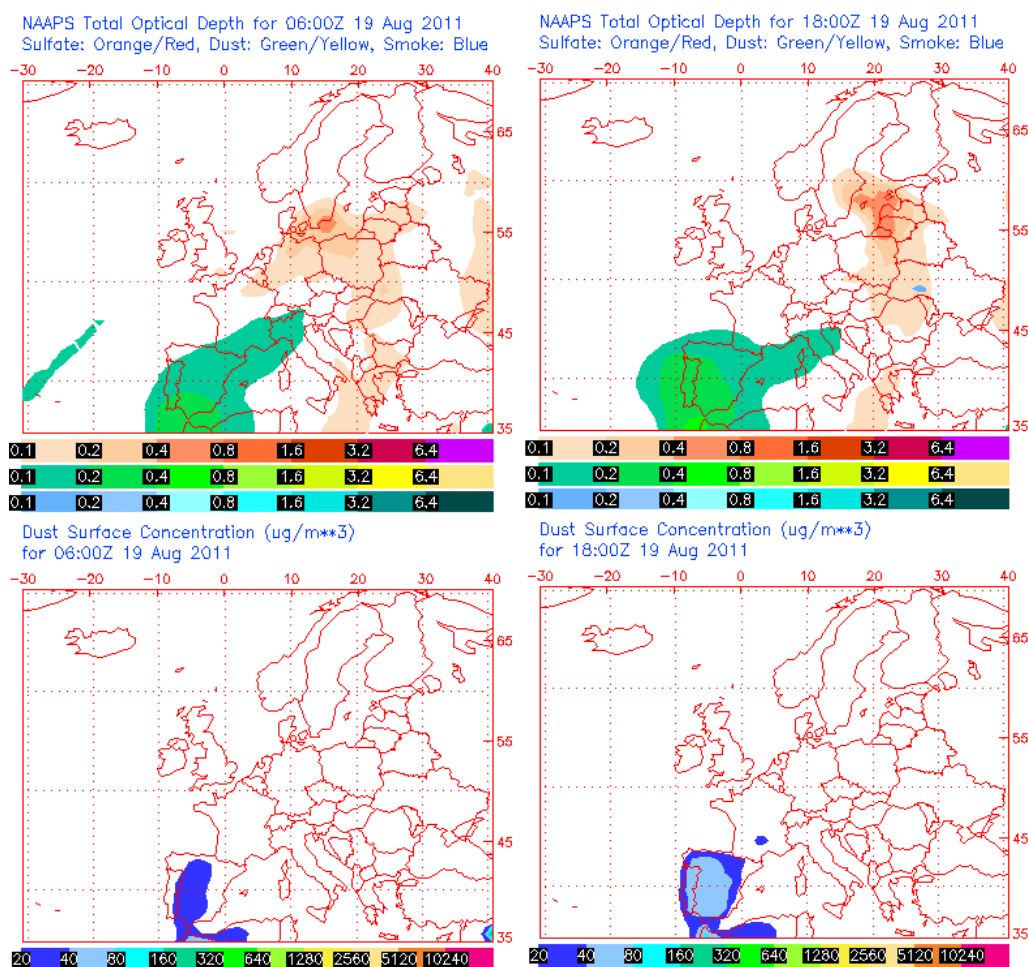 NAAPS Total Optical Depth for 06:00Z 19 Aug 2011
Sulfate: Orange/Red, Dust: Green/Yellow, Smoke: Blue
-30 -20 -10 0 10 20 30 40
65
55
45
35
0.1 0.2 0.4 0.8 1.6 3.2 6.4
0.1 0.2 0.4 0.8 1.6 3.2 6.4
0.1 0.2 0.4 0.8 1.6 3.2 6.4
NAAPS Total Optical Depth for 18:00Z 19 Aug 2011
Sulfate: Orange/Red, Dust: Green/Yellow, Smoke: Blue
-30 -20 -10 0 10 20 30 40
65
55
45
35
0.1 0.2 0.4 0.8 1.6 3.2 6.4
0.1 0.2 0.4 0.8 1.6 3.2 6.4
0.1 0.2 0.4 0.8 1.6 3.2 6.4
Dust Surface Concentration (ug/m**3)
for 06:00Z 19 Aug 2011
-30 -20 -10 0 10 20 30 40
65
55
45
35
20 40 80 160 320 640 1280 2560 5120 10240
Dust Surface Concentration (ug/m**3)
for 18:00Z 19 Aug 2011
-30 -20 -10 0 10 20 30 40
65
55
45
35
20 40 80 160 320 640 1280 2560 5120 10240